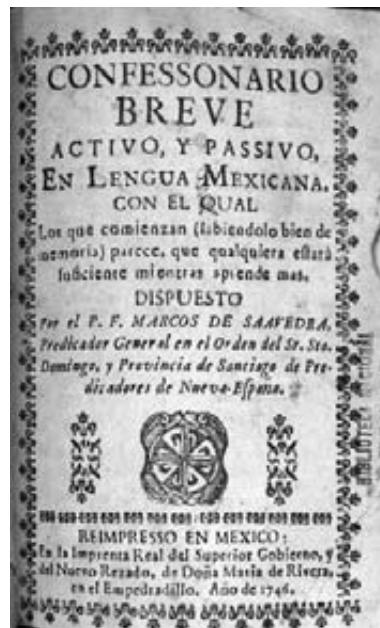 CONFESSONARIO
BREVE
ACTIVO, Y PASSIVO,
EN LENGUA MEXICANA.
CON EL QUAL
Los que comienzan (sabiendolo bien de
memoria) parece, que qualquiera estará
suficiente mientras aprende mas.
DISPUESTO
Por el P. F. MARCOS DE SAAVEDRA,
Predicador General en el Orden del Sr. Sto.
Domingo, y Provincia de Santiago de Pre-
dicadores de Nueva-España.
REIMPRESSO EN MEXICO:
En la Imprenta Real del Superior Gobierno, y
del Nuevo Rezado, de Doña Maria de Rivera,
en el Empedradillo. Año de 1746.
BIBLIOTECA NACIONAL